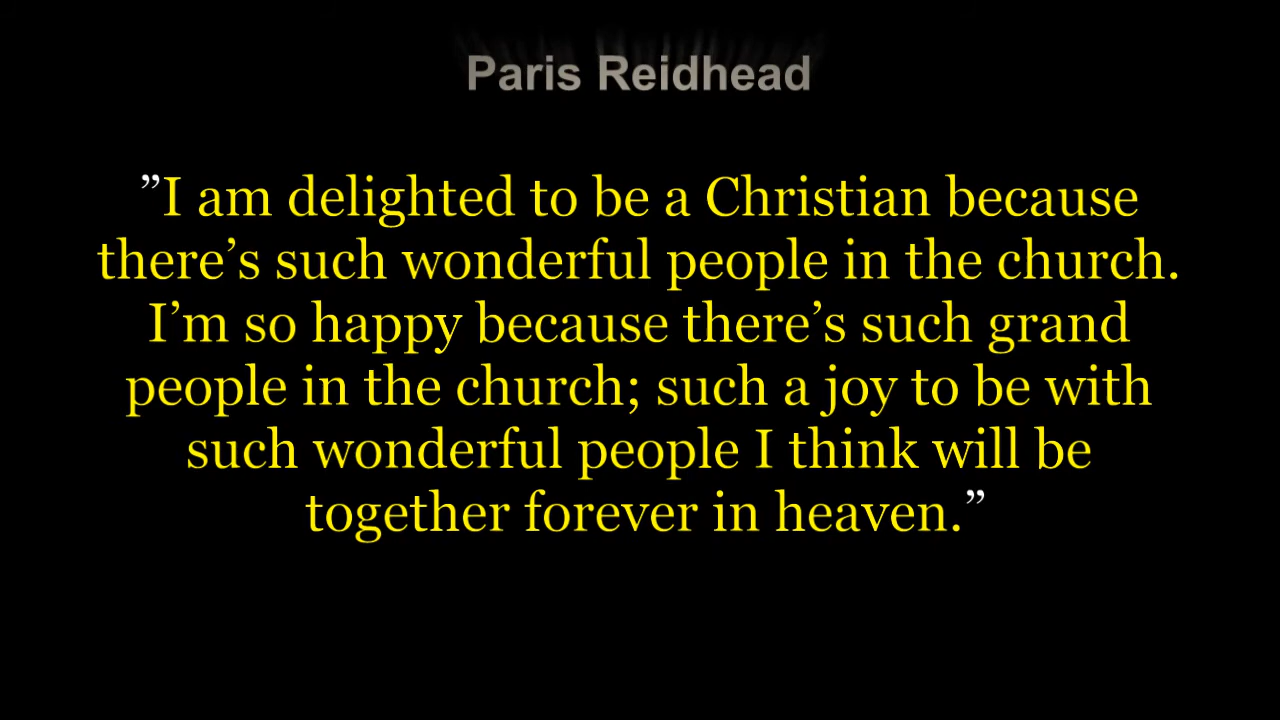 Paris Reidhead
”I am delighted to be a Christian because
there’s such wonderful people in the church.
I’m so happy because there’s such grand
people in the church; such a joy to be with
such wonderful people I think will be
together forever in heaven.”